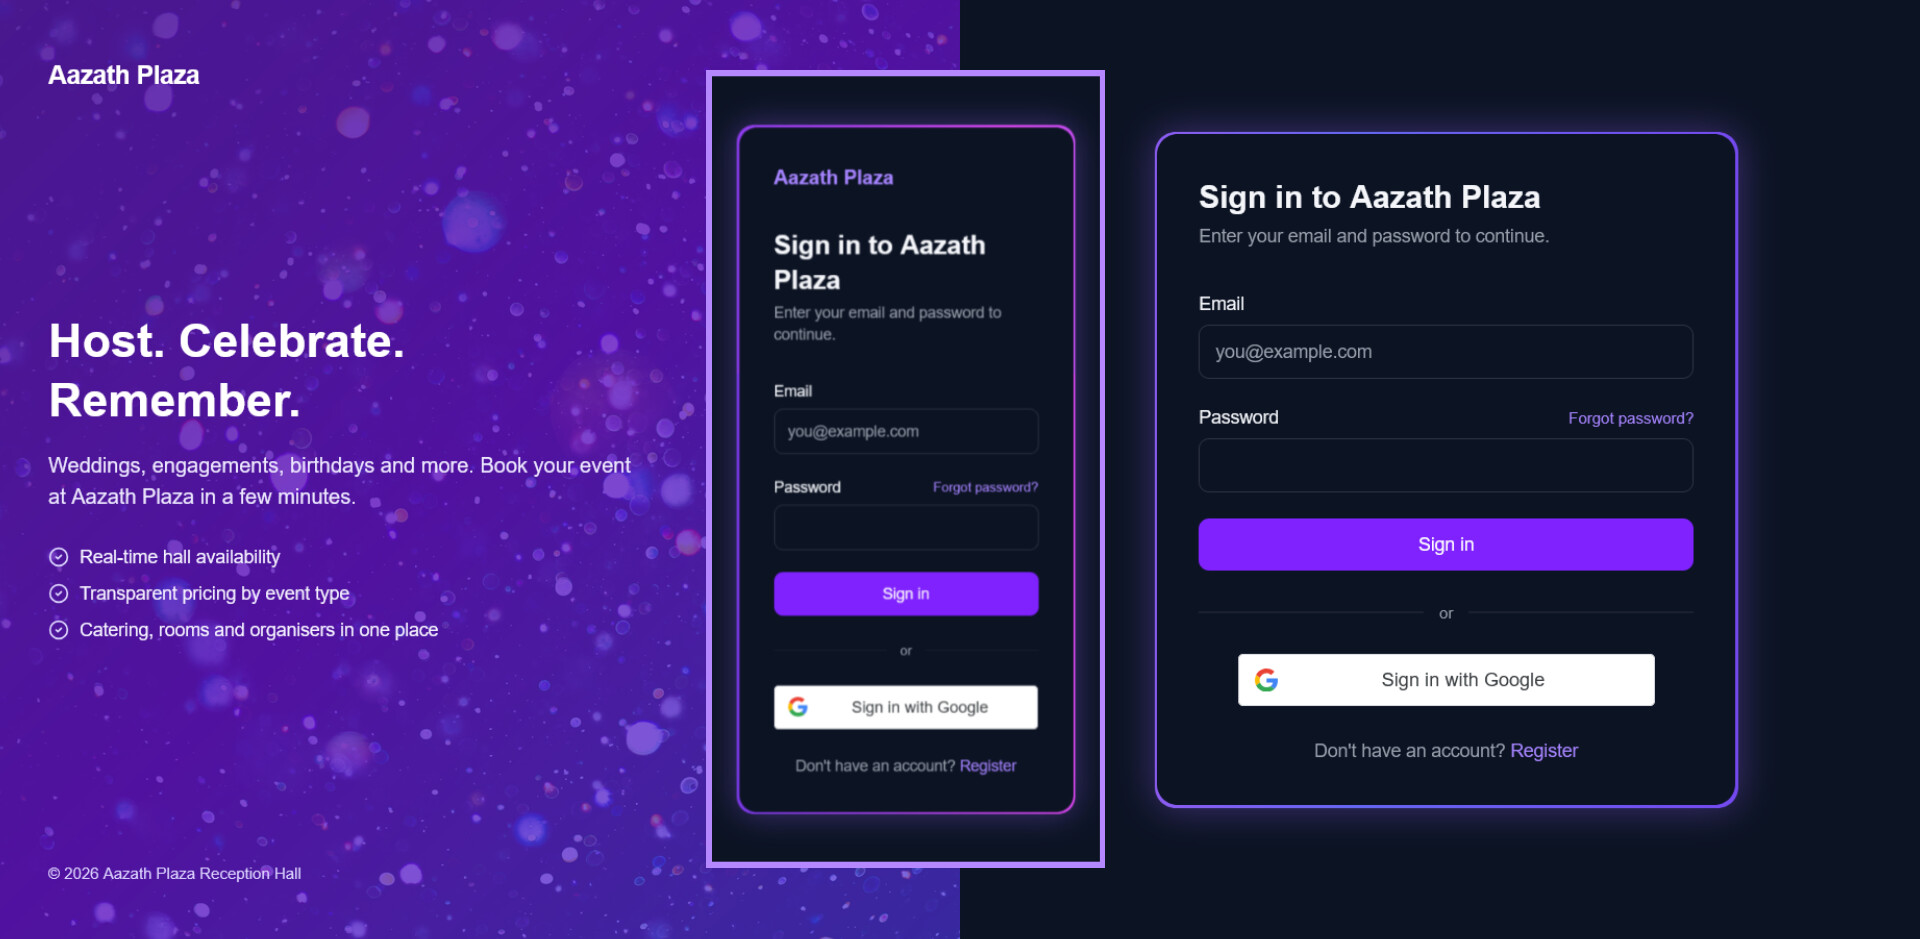 Aazath Plaza
Host. Celebrate.
Remember.
Weddings, engagements, birthdays and more. Book your event
at Aazath Plaza in a few minutes.
Real-time hall availability
Transparent pricing by event type
Catering, rooms and organisers in one place
© 2026 Aazath Plaza Reception Hall
Aazath Plaza
Sign in to Aazath
Plaza
Enter your email and password to
continue.
Email
you@example.com
Password Forgot password?
Sign in
or
Sign in with Google
Don't have an account? Register
Sign in to Aazath Plaza
Enter your email and password to continue.
Email
you@example.com
Password Forgot password?
Sign in
or
Sign in with Google
Don't have an account? Register